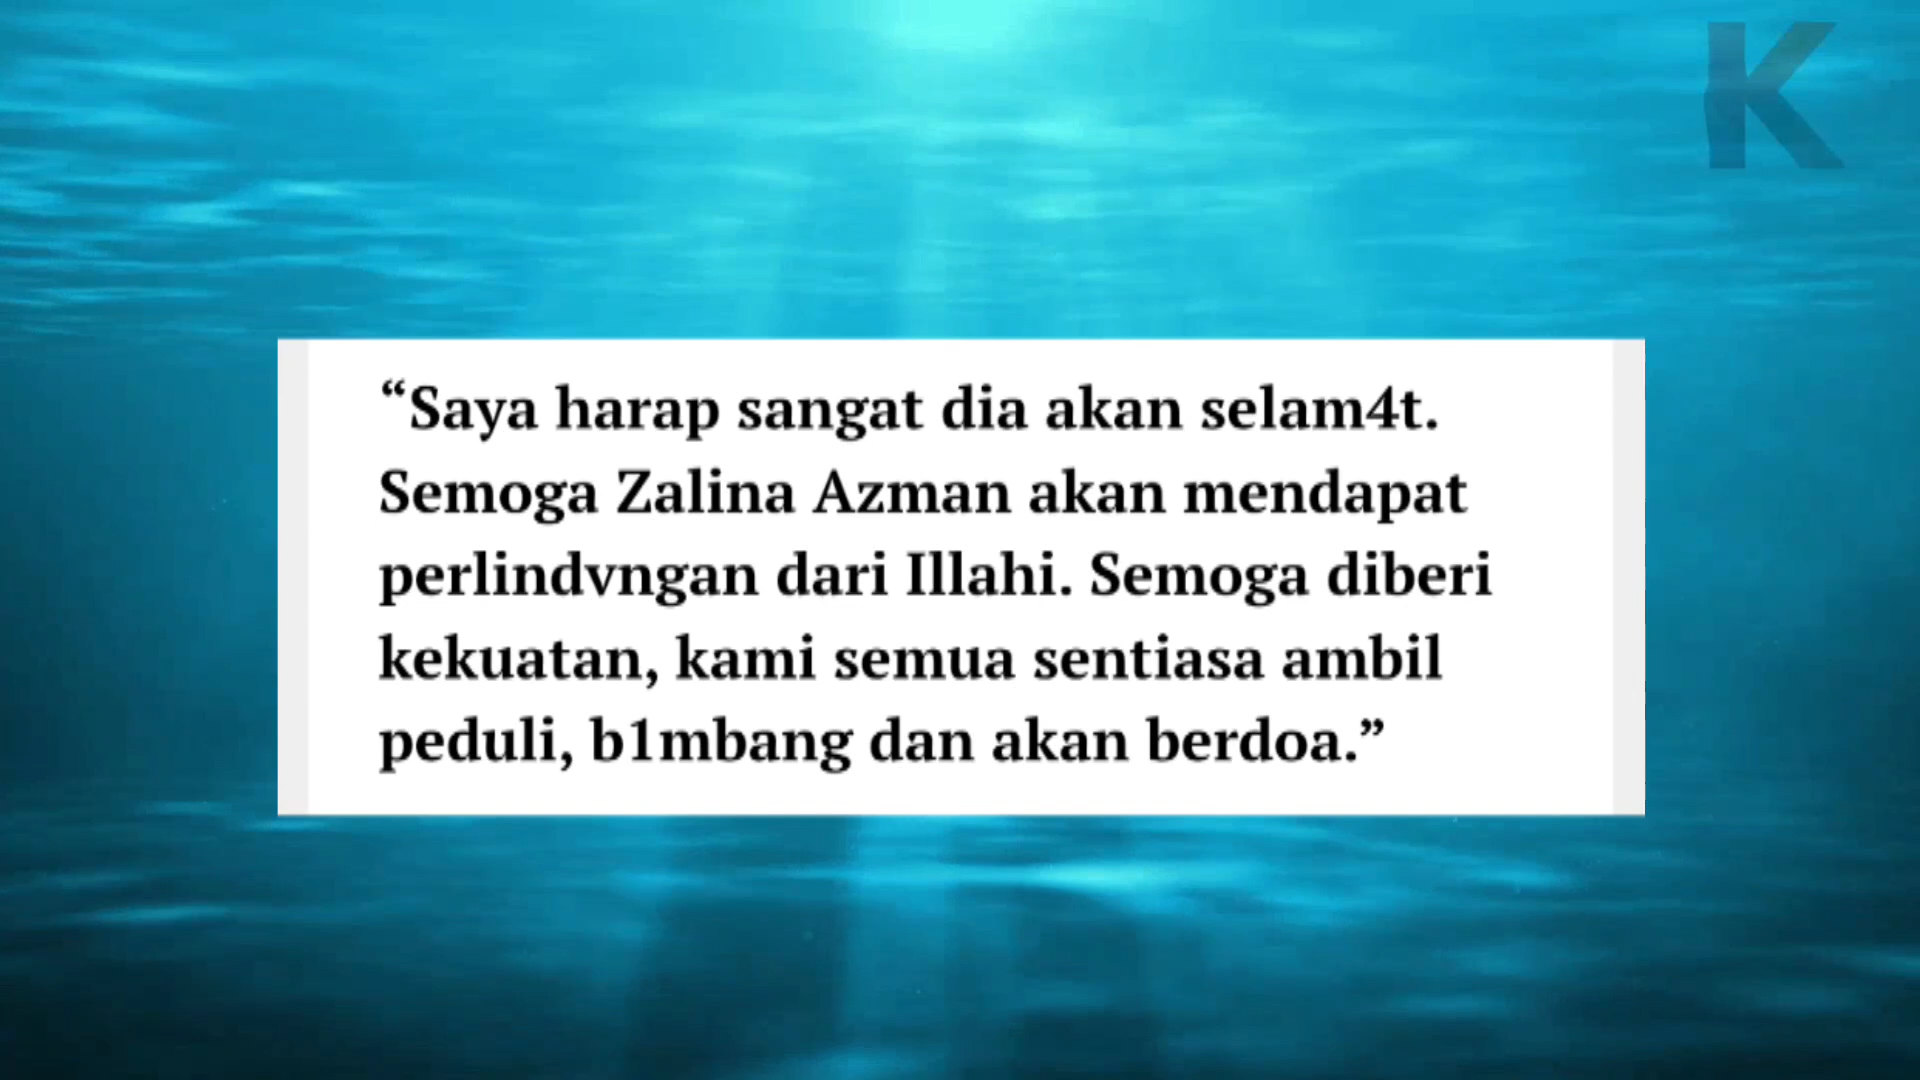 K
“Saya harap sangat dia akan selam4t.
Semoga Zalina Azman akan mendapat
perlindvngan dari Illahi. Semoga diberi
kekuatan, kami semua sentiasa ambil
peduli, b1mbang dan akan berdoa.”